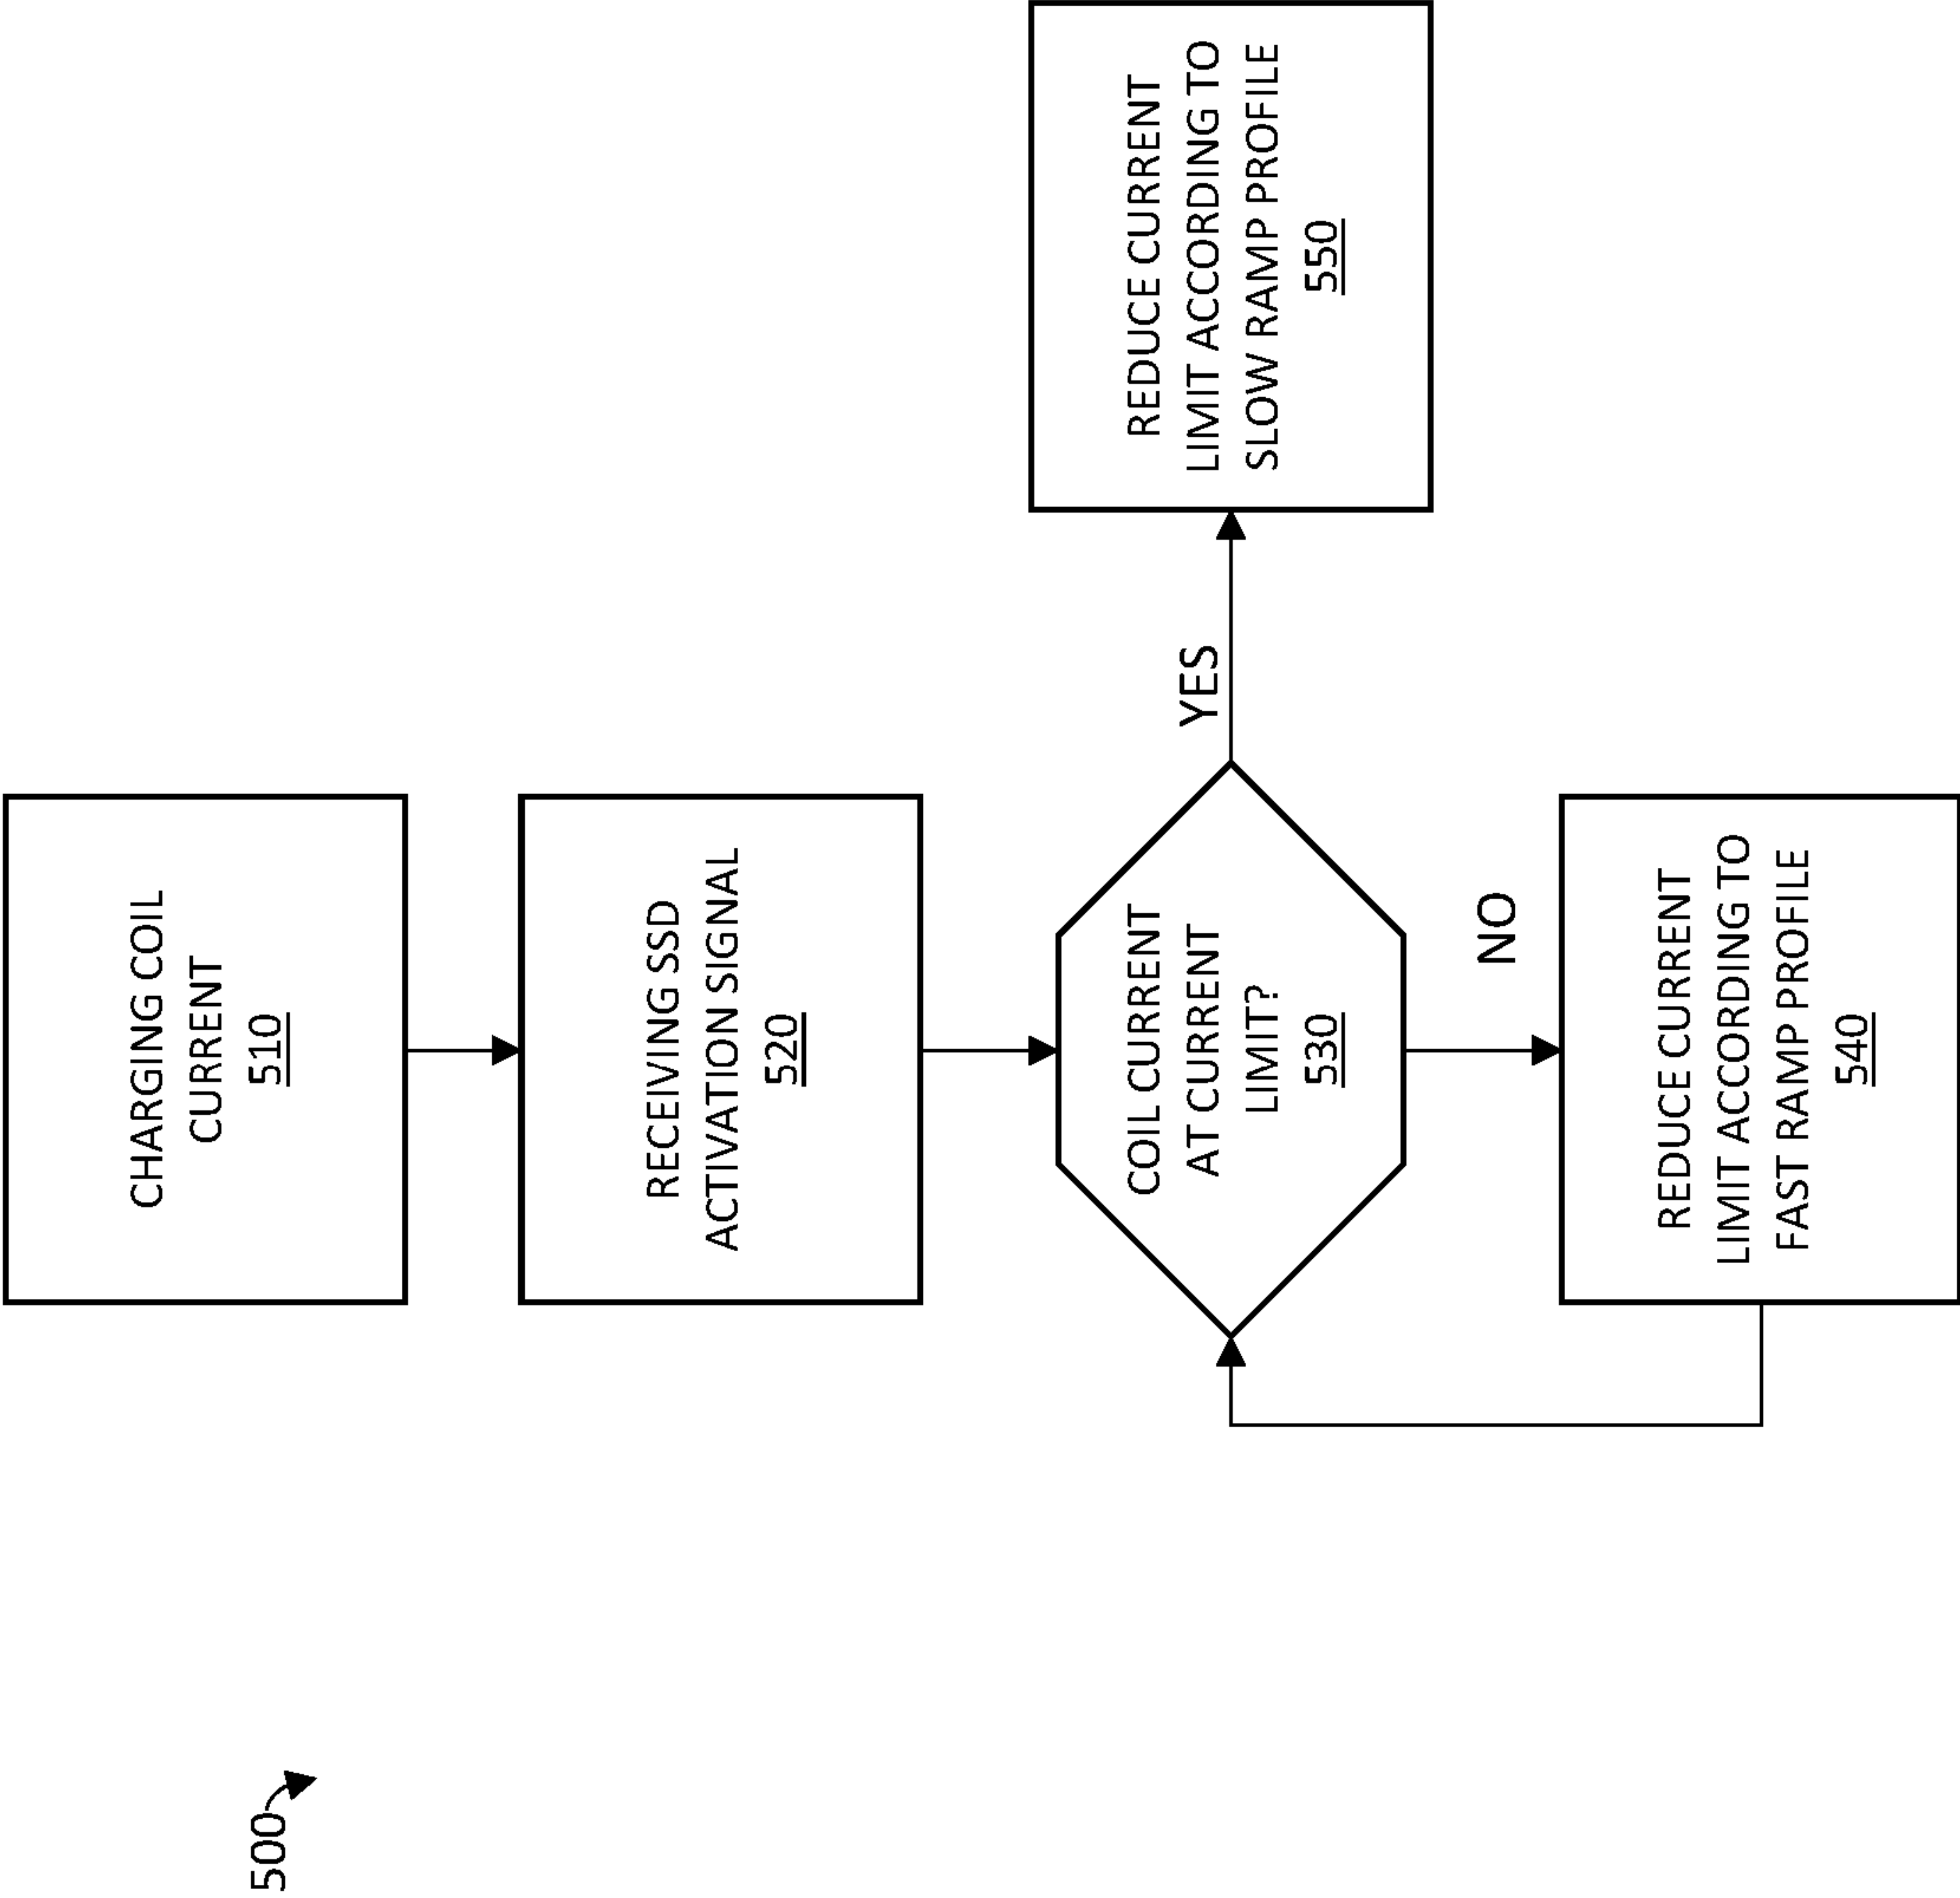 500
CHARGING COIL
CURRENT
510
RECEIVING SSD
ACTIVATION SIGNAL
520
COIL CURRENT
AT CURRENT
LIMIT?
530
YES
REDUCE CURRENT
LIMIT ACCORDING TO
SLOW RAMP PROFILE
550
NO
REDUCE CURRENT
LIMIT ACCORDING TO
FAST RAMP PROFILE
540